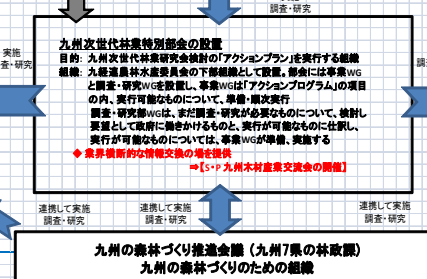 調査・研究
実施
査・研究
調
九州次世代林業特別部会の設置
目的: 九州次世代林業研究会検討の「アクションプラン」を実行する組織
組織: 九経連農林水産委員会の下部組織として設置。部会には事業WG
と調査・研究WGを設置し、事業WGは「アクションプログラム」の項目
の内、実行可能なものについて、準備・順次実行
調査・研究部WGは、まだ調査・研究が必要なものについて、検討し
要望として政府に働きかけるものと、実行が可能なものに仕訳し、
実行が可能なものについては、事業WGが準備、実施する
◆ 業界横断的な情報交換の場を提供
⇒【S・P 九州木材産業交流会の開催】
連携して実施
調査・研究
連携して実施
調査・研究
連携して実施
調査・研究
九州の森林づくり推進会議(九州7県の林政課)
九州の森林づくりのための組織